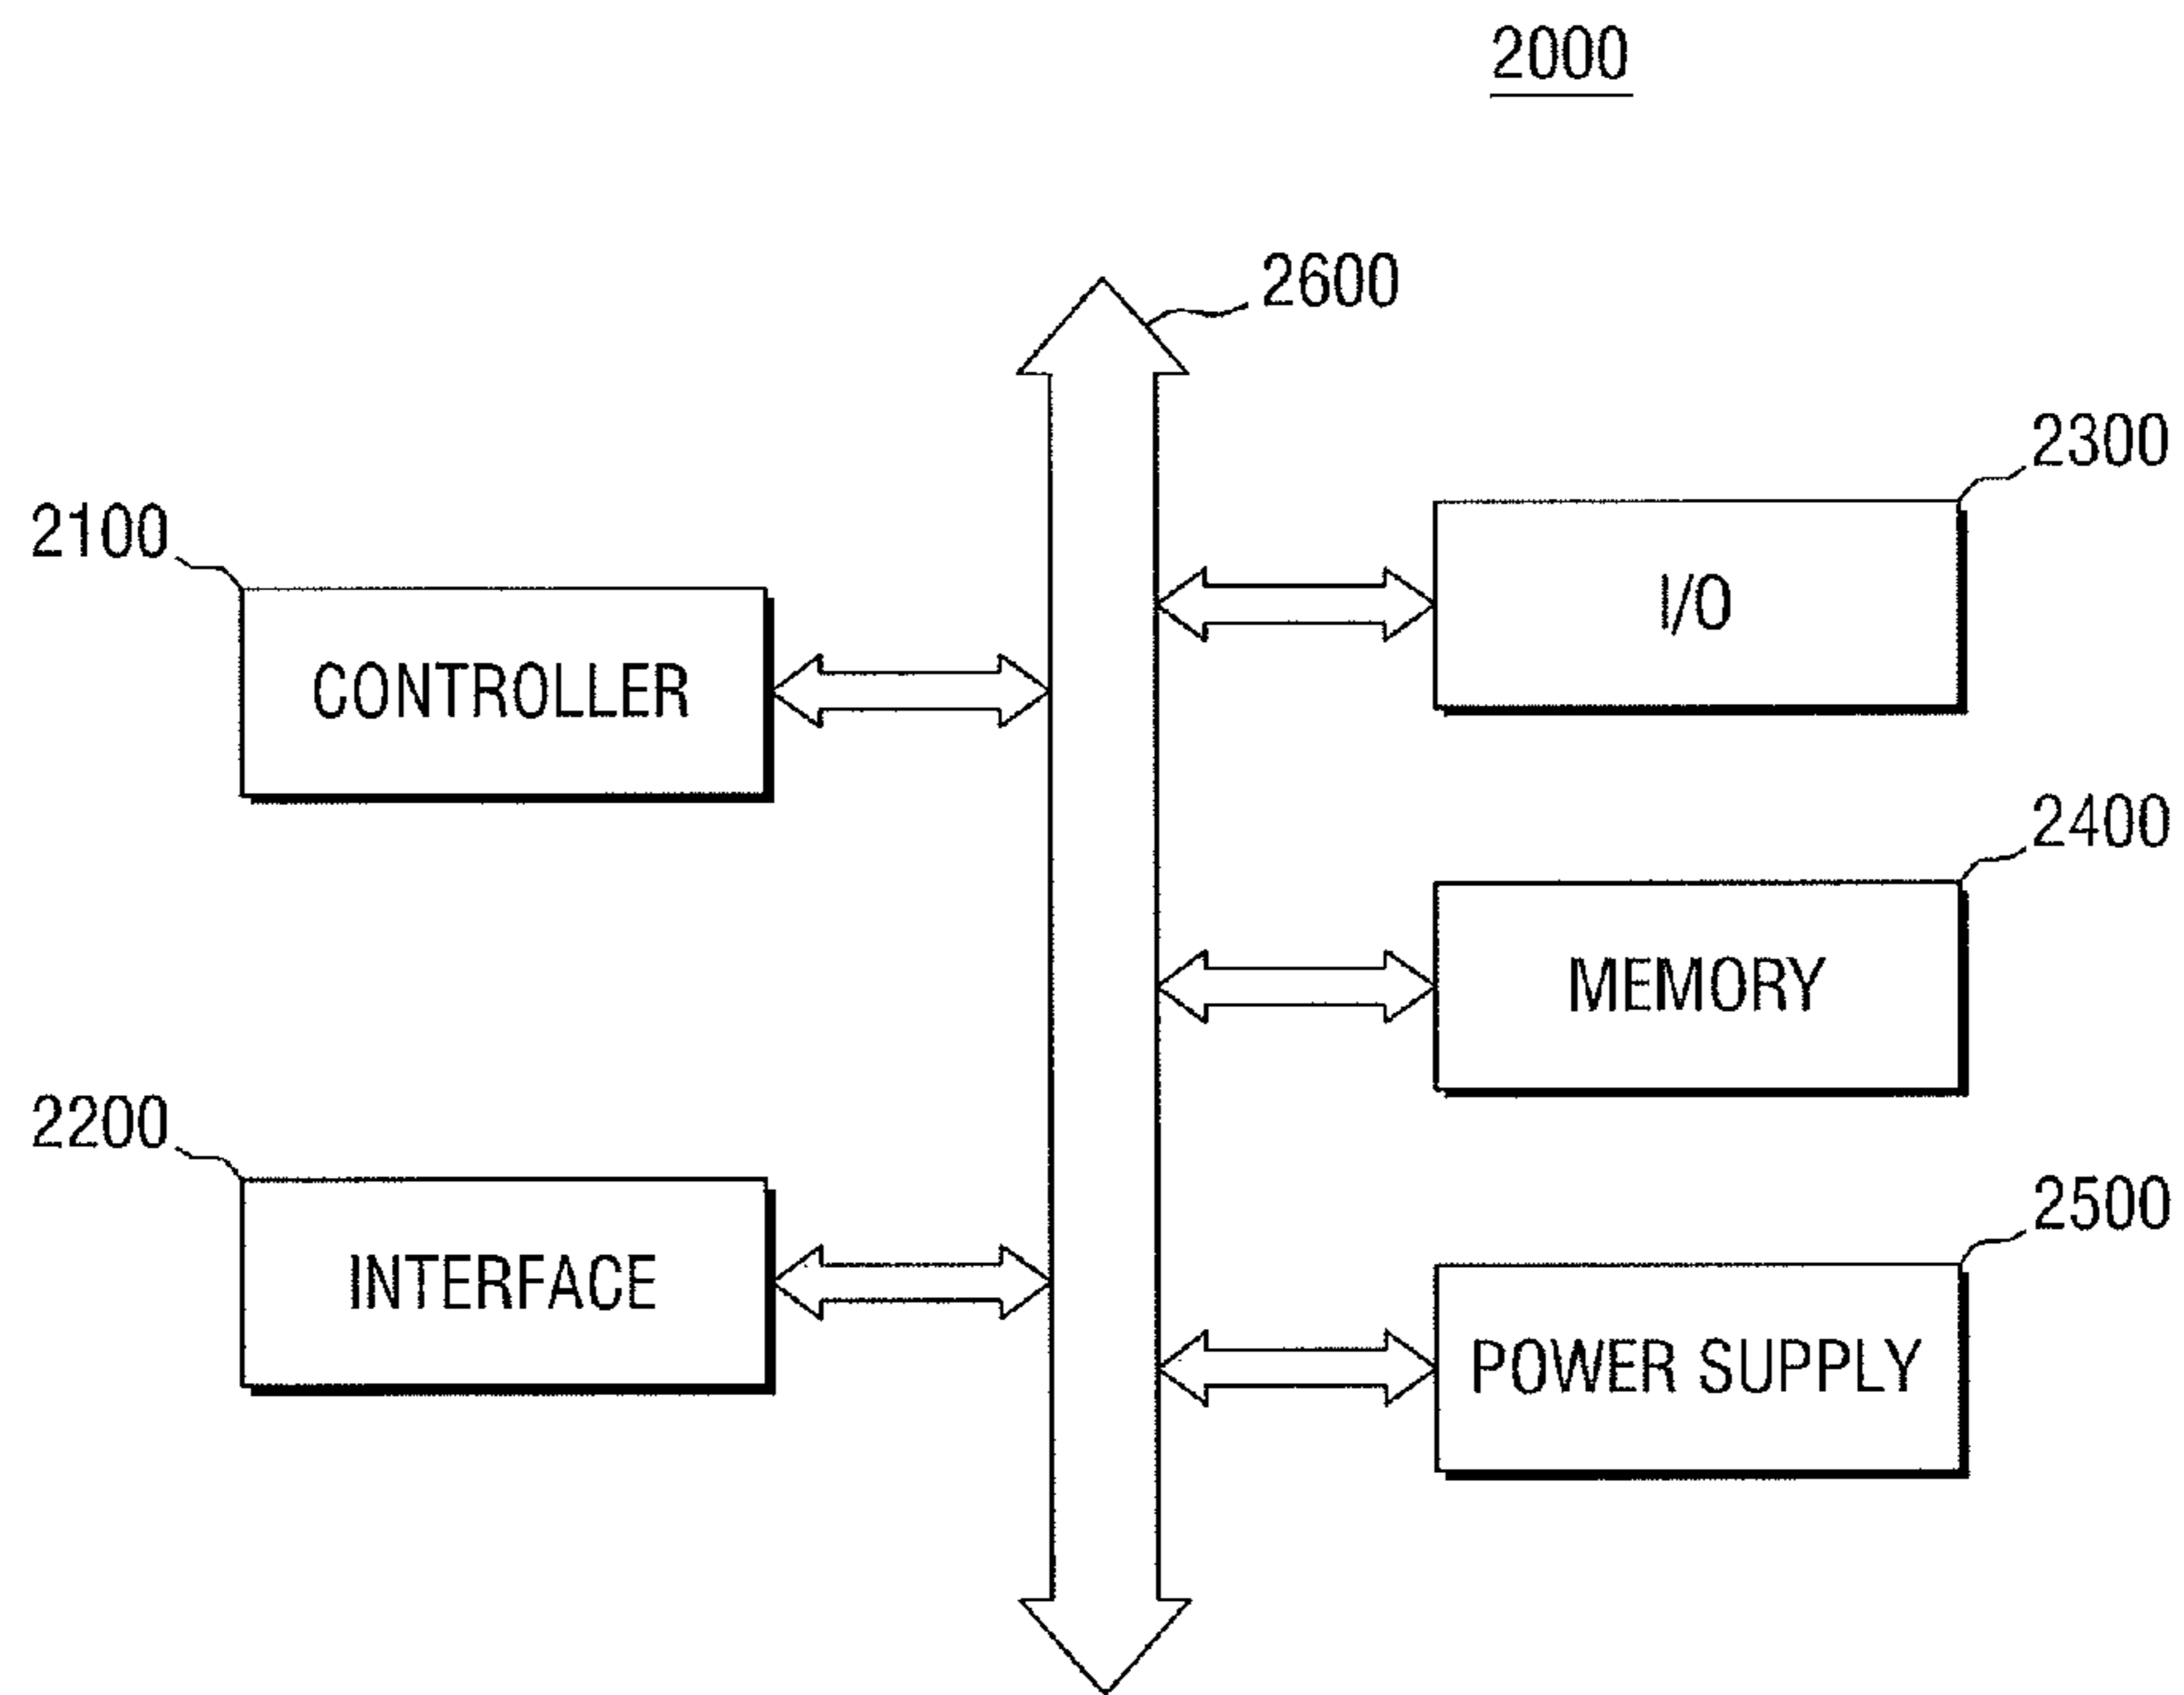 2000
2600
2300
2100
I/O
CONTROLLER
2400
MEMORY
2200
2500
INTERFACE
POWER SUPPLY